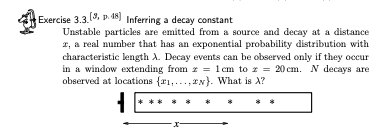 Exercise 3.3.[3, p.48] Inferring a decay constant
Unstable particles are emitted from a source and decay at a distance
x, a real number that has an exponential probability distribution with
characteristic length λ. Decay events can be observed only if they occur
in a window extending from x = 1 cm to x = 20 cm. N decays are
observed at locations {x₁, . . . , x_N}. What is λ?
* * * * * * * * *
x